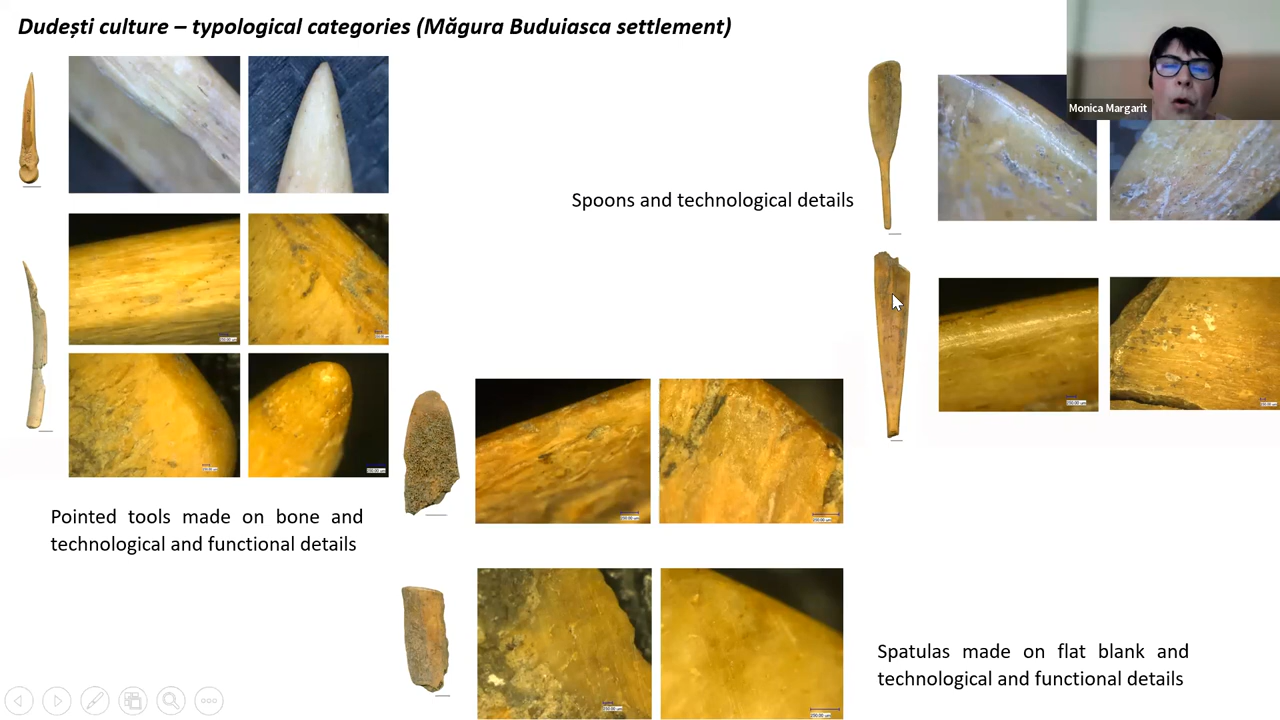 Dudești culture – typological categories (Măgura Buduiasca settlement)
Monica Margarit
Spoons and technological details
Pointed tools made on bone and
technological and functional details
Spatulas made on flat blank and
technological and functional details